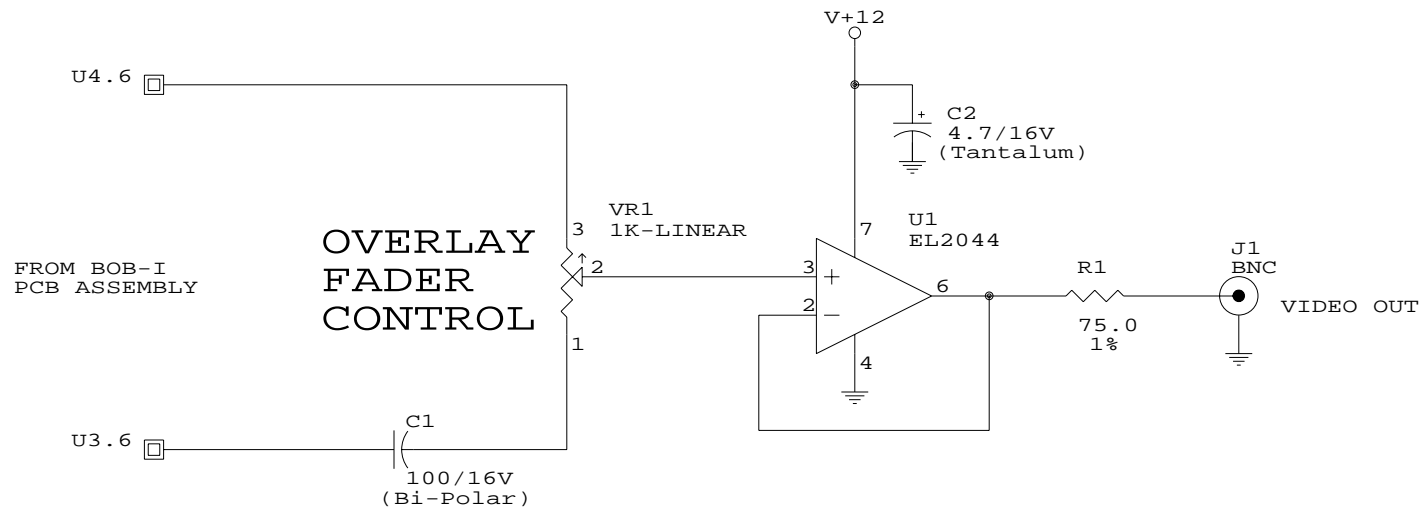 V+12
U4.6
C2
4.7/16V
(Tantalum)
+
VR1
1K-LINEAR
3
2
1
OVERLAY
FADER
CONTROL
FROM BOB-I
PCB ASSEMBLY
U1
EL2044
7
3
+
2
−
6
4
R1
75.0
1%
J1
BNC
VIDEO OUT
U3.6
C1
100/16V
(Bi-Polar)